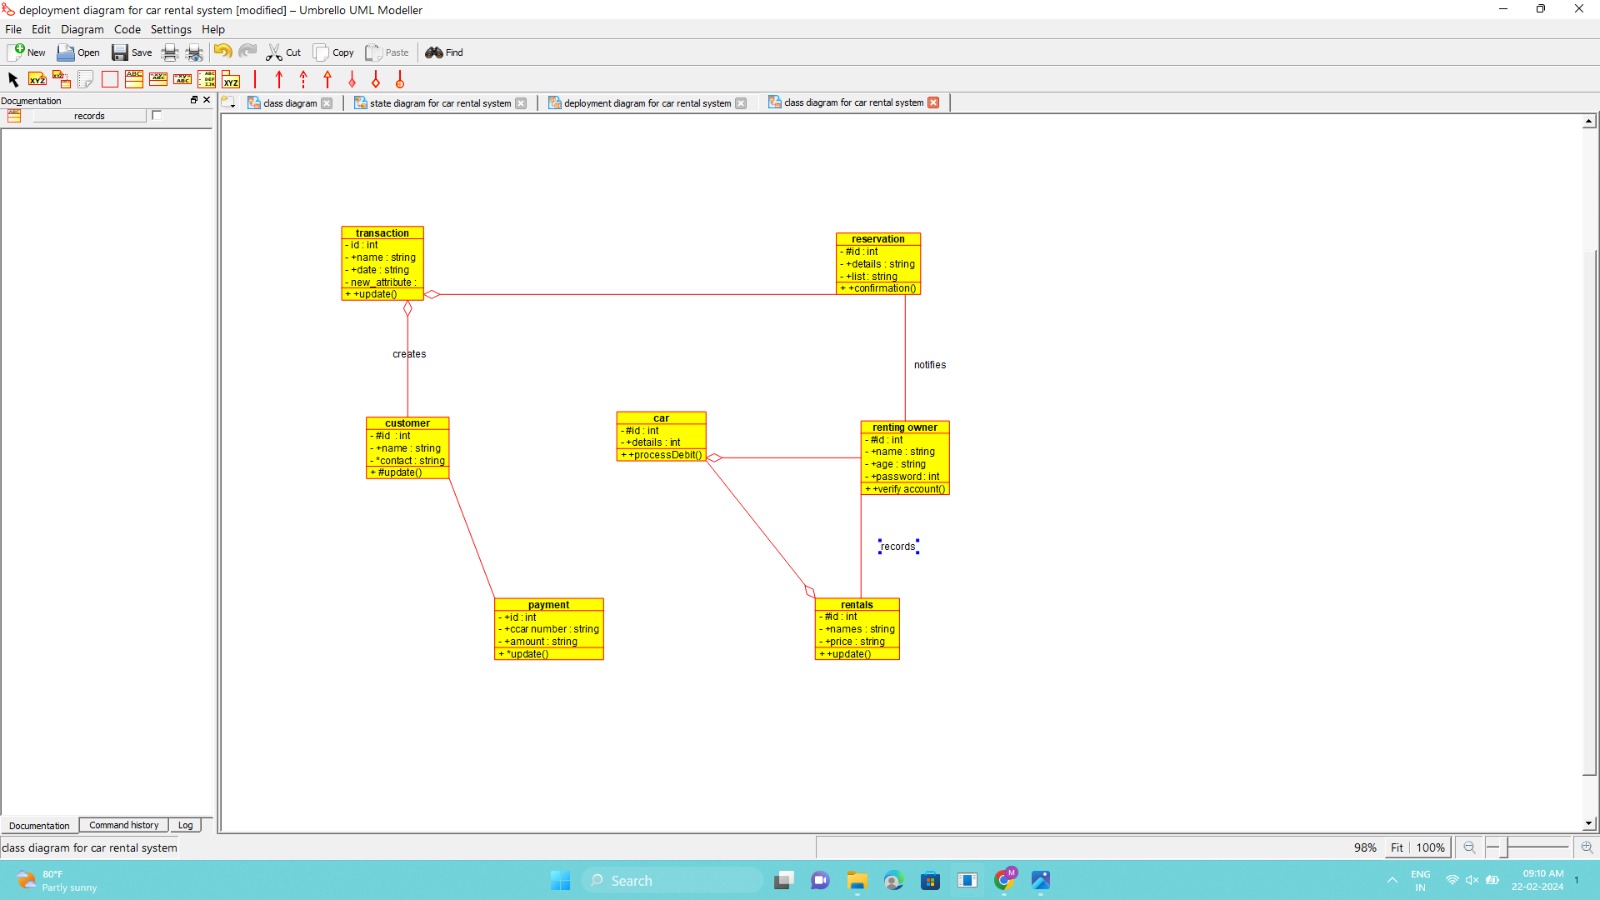 deployment diagram for car rental system [modified] – Umbrello UML Modeller
File Edit Diagram Code Settings Help
New Open Save Cut Copy Paste Find
Documentation
records
class diagram state diagram for car rental system deployment diagram for car rental system class diagram for car rental system
transaction
- id : int
- +name : string
- +date : string
- new_attribute :
+ +update()
reservation
- #id : int
- +details : string
- +list : string
+ +confirmation()
creates
notifies
customer
- #id : int
- +name : string
- *contact : string
+ #update()
car
- #id : int
- +details : int
+ +processDebit()
renting owner
- #id : int
- +name : string
- +age : string
- +password : int
+ +verify account()
records
payment
- +id : int
- +ccar number : string
- +amount : string
+ *update()
rentals
- #id : int
- +names : string
- +price : string
+ +update()
Documentation Command history Log
class diagram for car rental system
98% Fit 100%
80°F
Partly sunny
Search
ENG
IN
09:10 AM
22-02-2024
1